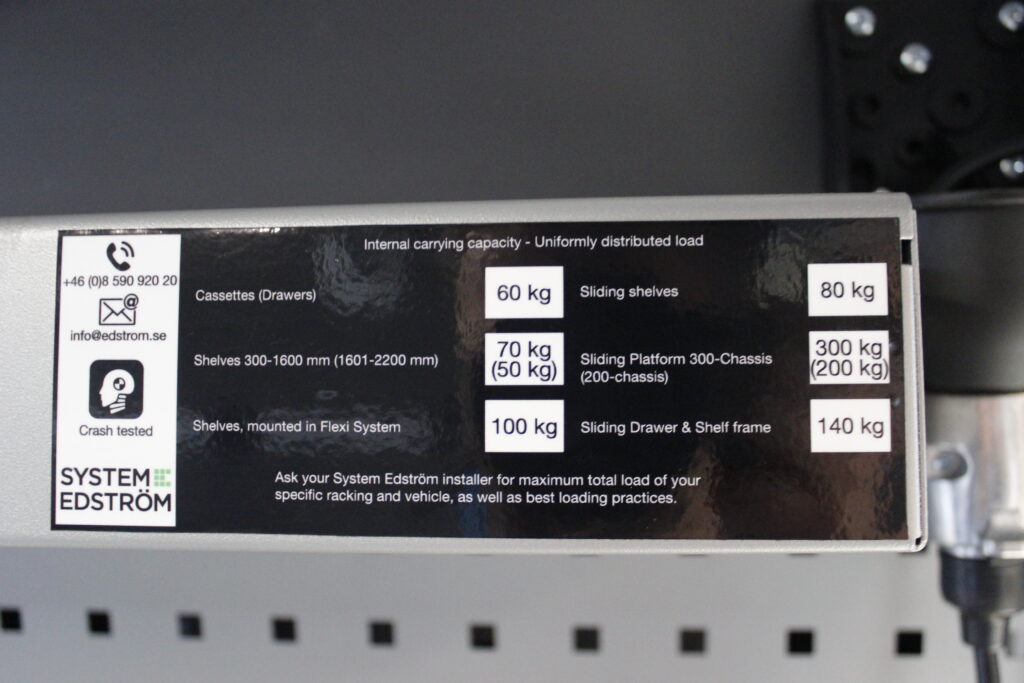 +46 (0)8 590 920 20
@
info@edstrom.se
Crash tested
SYSTEM
EDSTRÖM
Internal carrying capacity - Uniformly distributed load
Cassettes (Drawers)
60 kg
Sliding shelves
80 kg
Shelves 300-1600 mm (1601-2200 mm)
70 kg
(50 kg)
Sliding Platform 300-Chassis
(200-chassis)
300 kg
(200 kg)
Shelves, mounted in Flexi System
100 kg
Sliding Drawer & Shelf frame
140 kg
Ask your System Edström installer for maximum total load of your
specific racking and vehicle, as well as best loading practices.